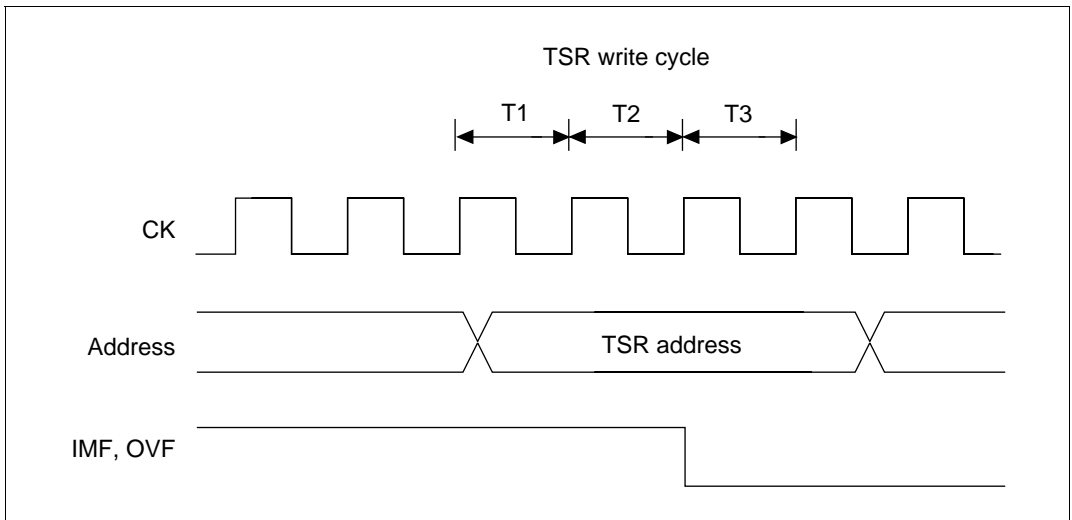 TSR write cycle
T1 T2 T3
CK
Address TSR address
IMF, OVF